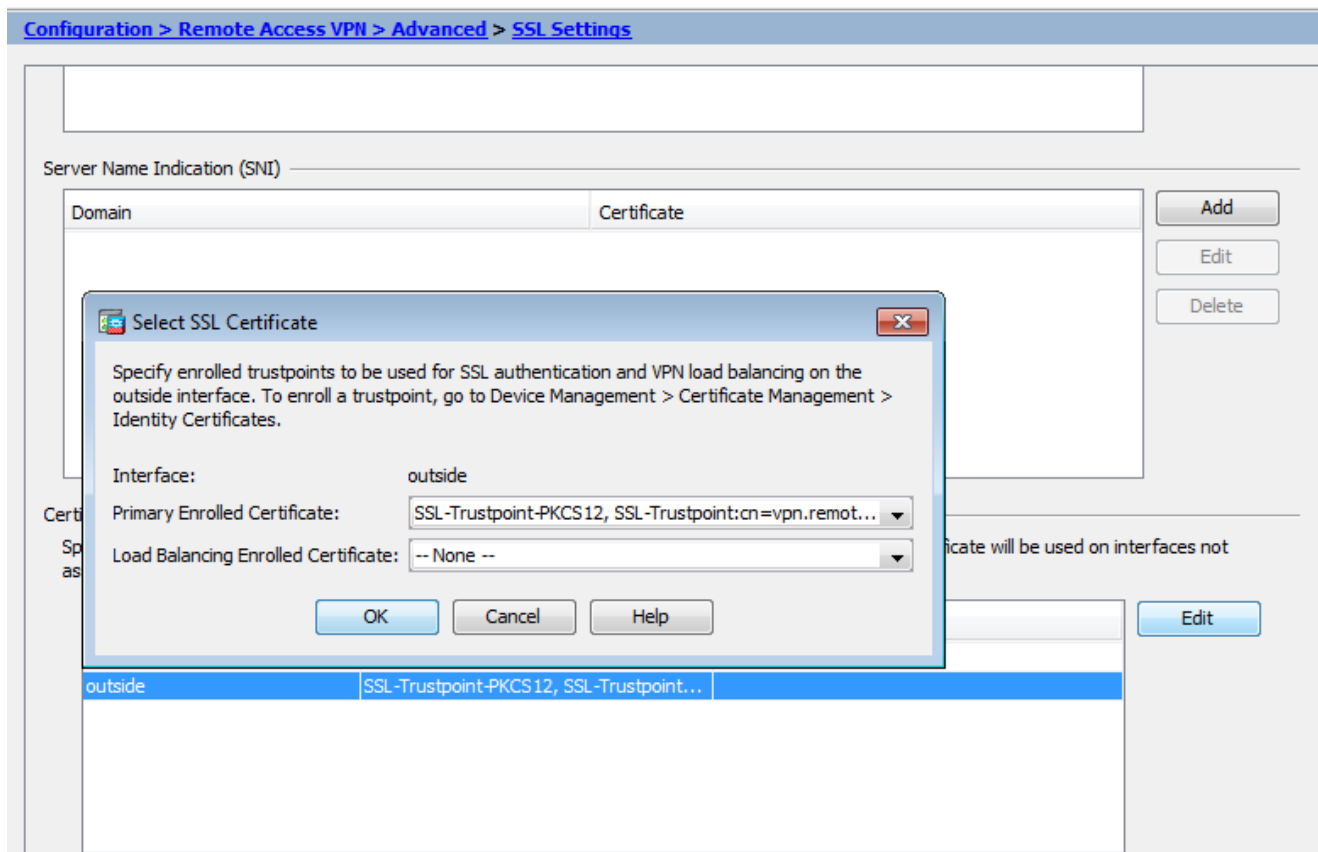 Configuration > Remote Access VPN > Advanced > SSL Settings
Server Name Indication (SNI)
Domain Certificate
Add
Edit
Delete
Select SSL Certificate
Specify enrolled trustpoints to be used for SSL authentication and VPN load balancing on the
outside interface. To enroll a trustpoint, go to Device Management > Certificate Management >
Identity Certificates.
Interface: outside
Primary Enrolled Certificate: SSL-Trustpoint-PKCS12, SSL-Trustpoint:cn=vpn.remot...
Load Balancing Enrolled Certificate: -- None --
OK Cancel Help
Certi
Sp ficate will be used on interfaces not
as
Edit
outside SSL-Trustpoint-PKCS12, SSL-Trustpoint...